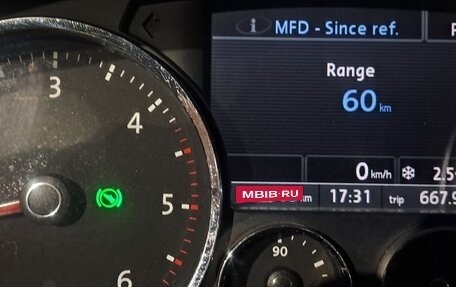 i MFD - Since ref. P
Range
60 km
0 km/h 2.5
MBIB.RU m 17:31 trip 667.9
3
4
5
6
90